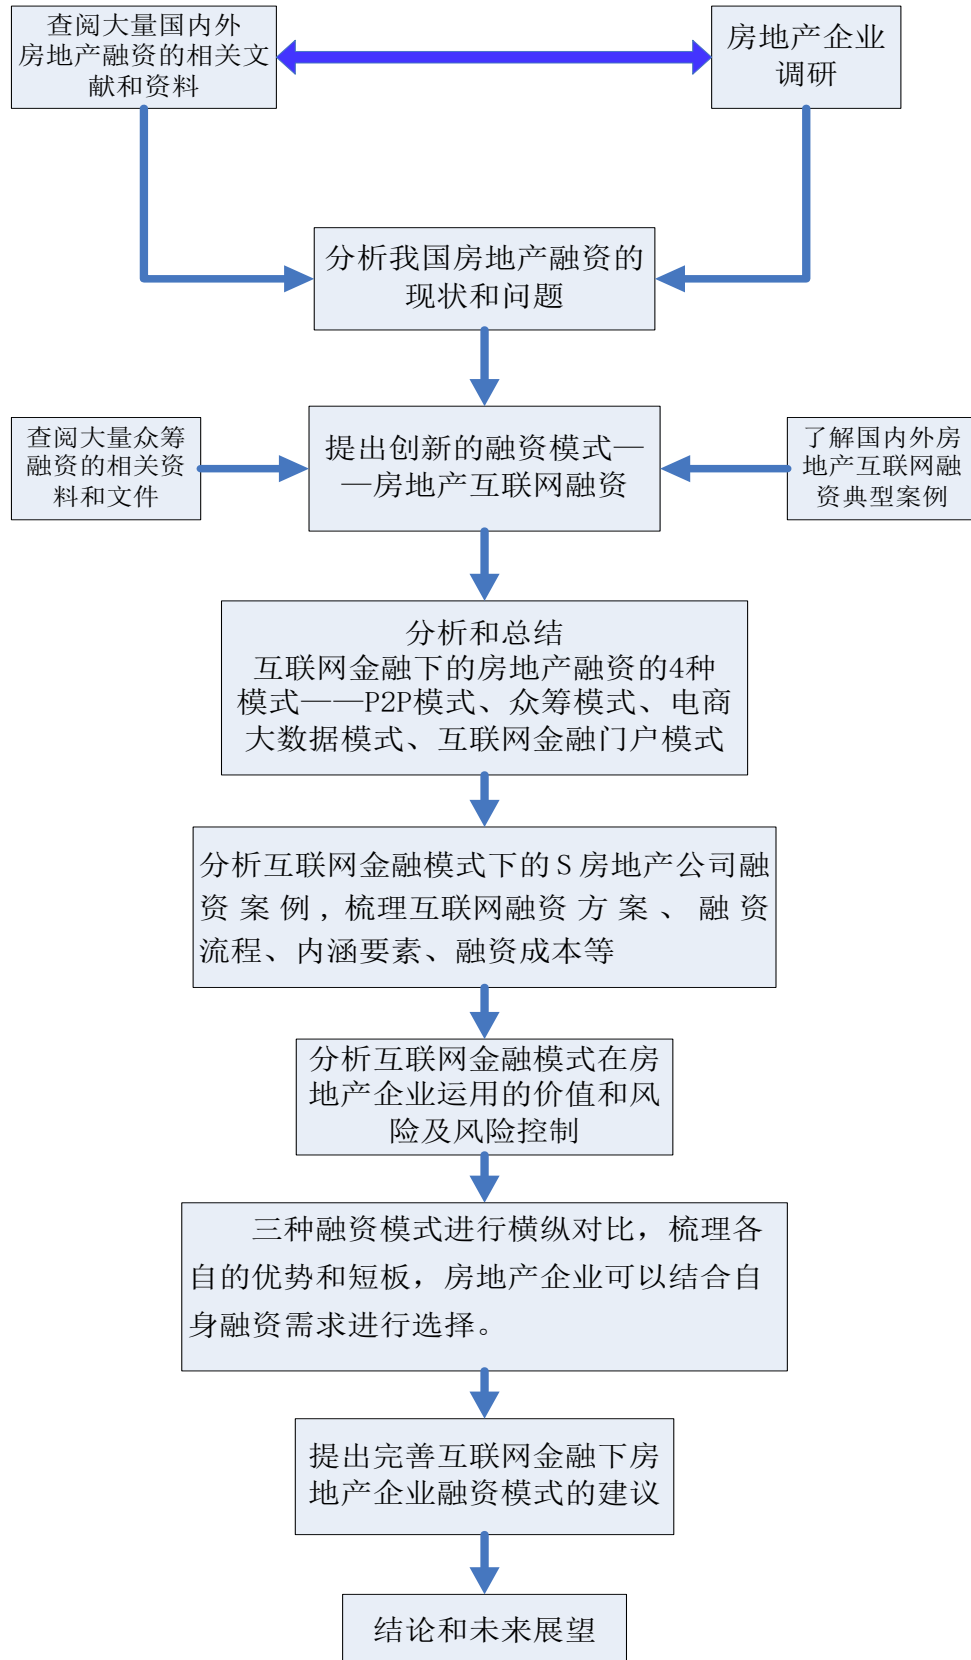 查阅大量国内外
房地产融资的相关文
献和资料
房地产企业
调研
分析我国房地产融资的
现状和问题
查阅大量众筹
融资的相关资
料和文件
提出创新的融资模式—
—房地产互联网融资
了解国内外房
地产互联网融
资典型案例
分析和总结
互联网金融下的房地产融资的4种
模式——P2P模式、众筹模式、电商
大数据模式、互联网金融门户模式
分析互联网金融模式下的S房地产公司融
资案例,梳理互联网融资方案、融资
流程、内涵要素、融资成本等
分析互联网金融模式在房
地产企业运用的价值和风
险及风险控制
三种融资模式进行横纵对比，梳理各
自的优势和短板，房地产企业可以结合自
身融资需求进行选择。
提出完善互联网金融下房
地产企业融资模式的建议
结论和未来展望